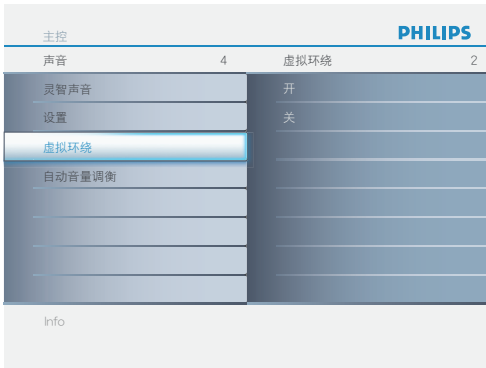 主控
PHILIPS
声音 4 虚拟环绕 2
灵智声音 开
设置 关
虚拟环绕
自动音量调衡
Info